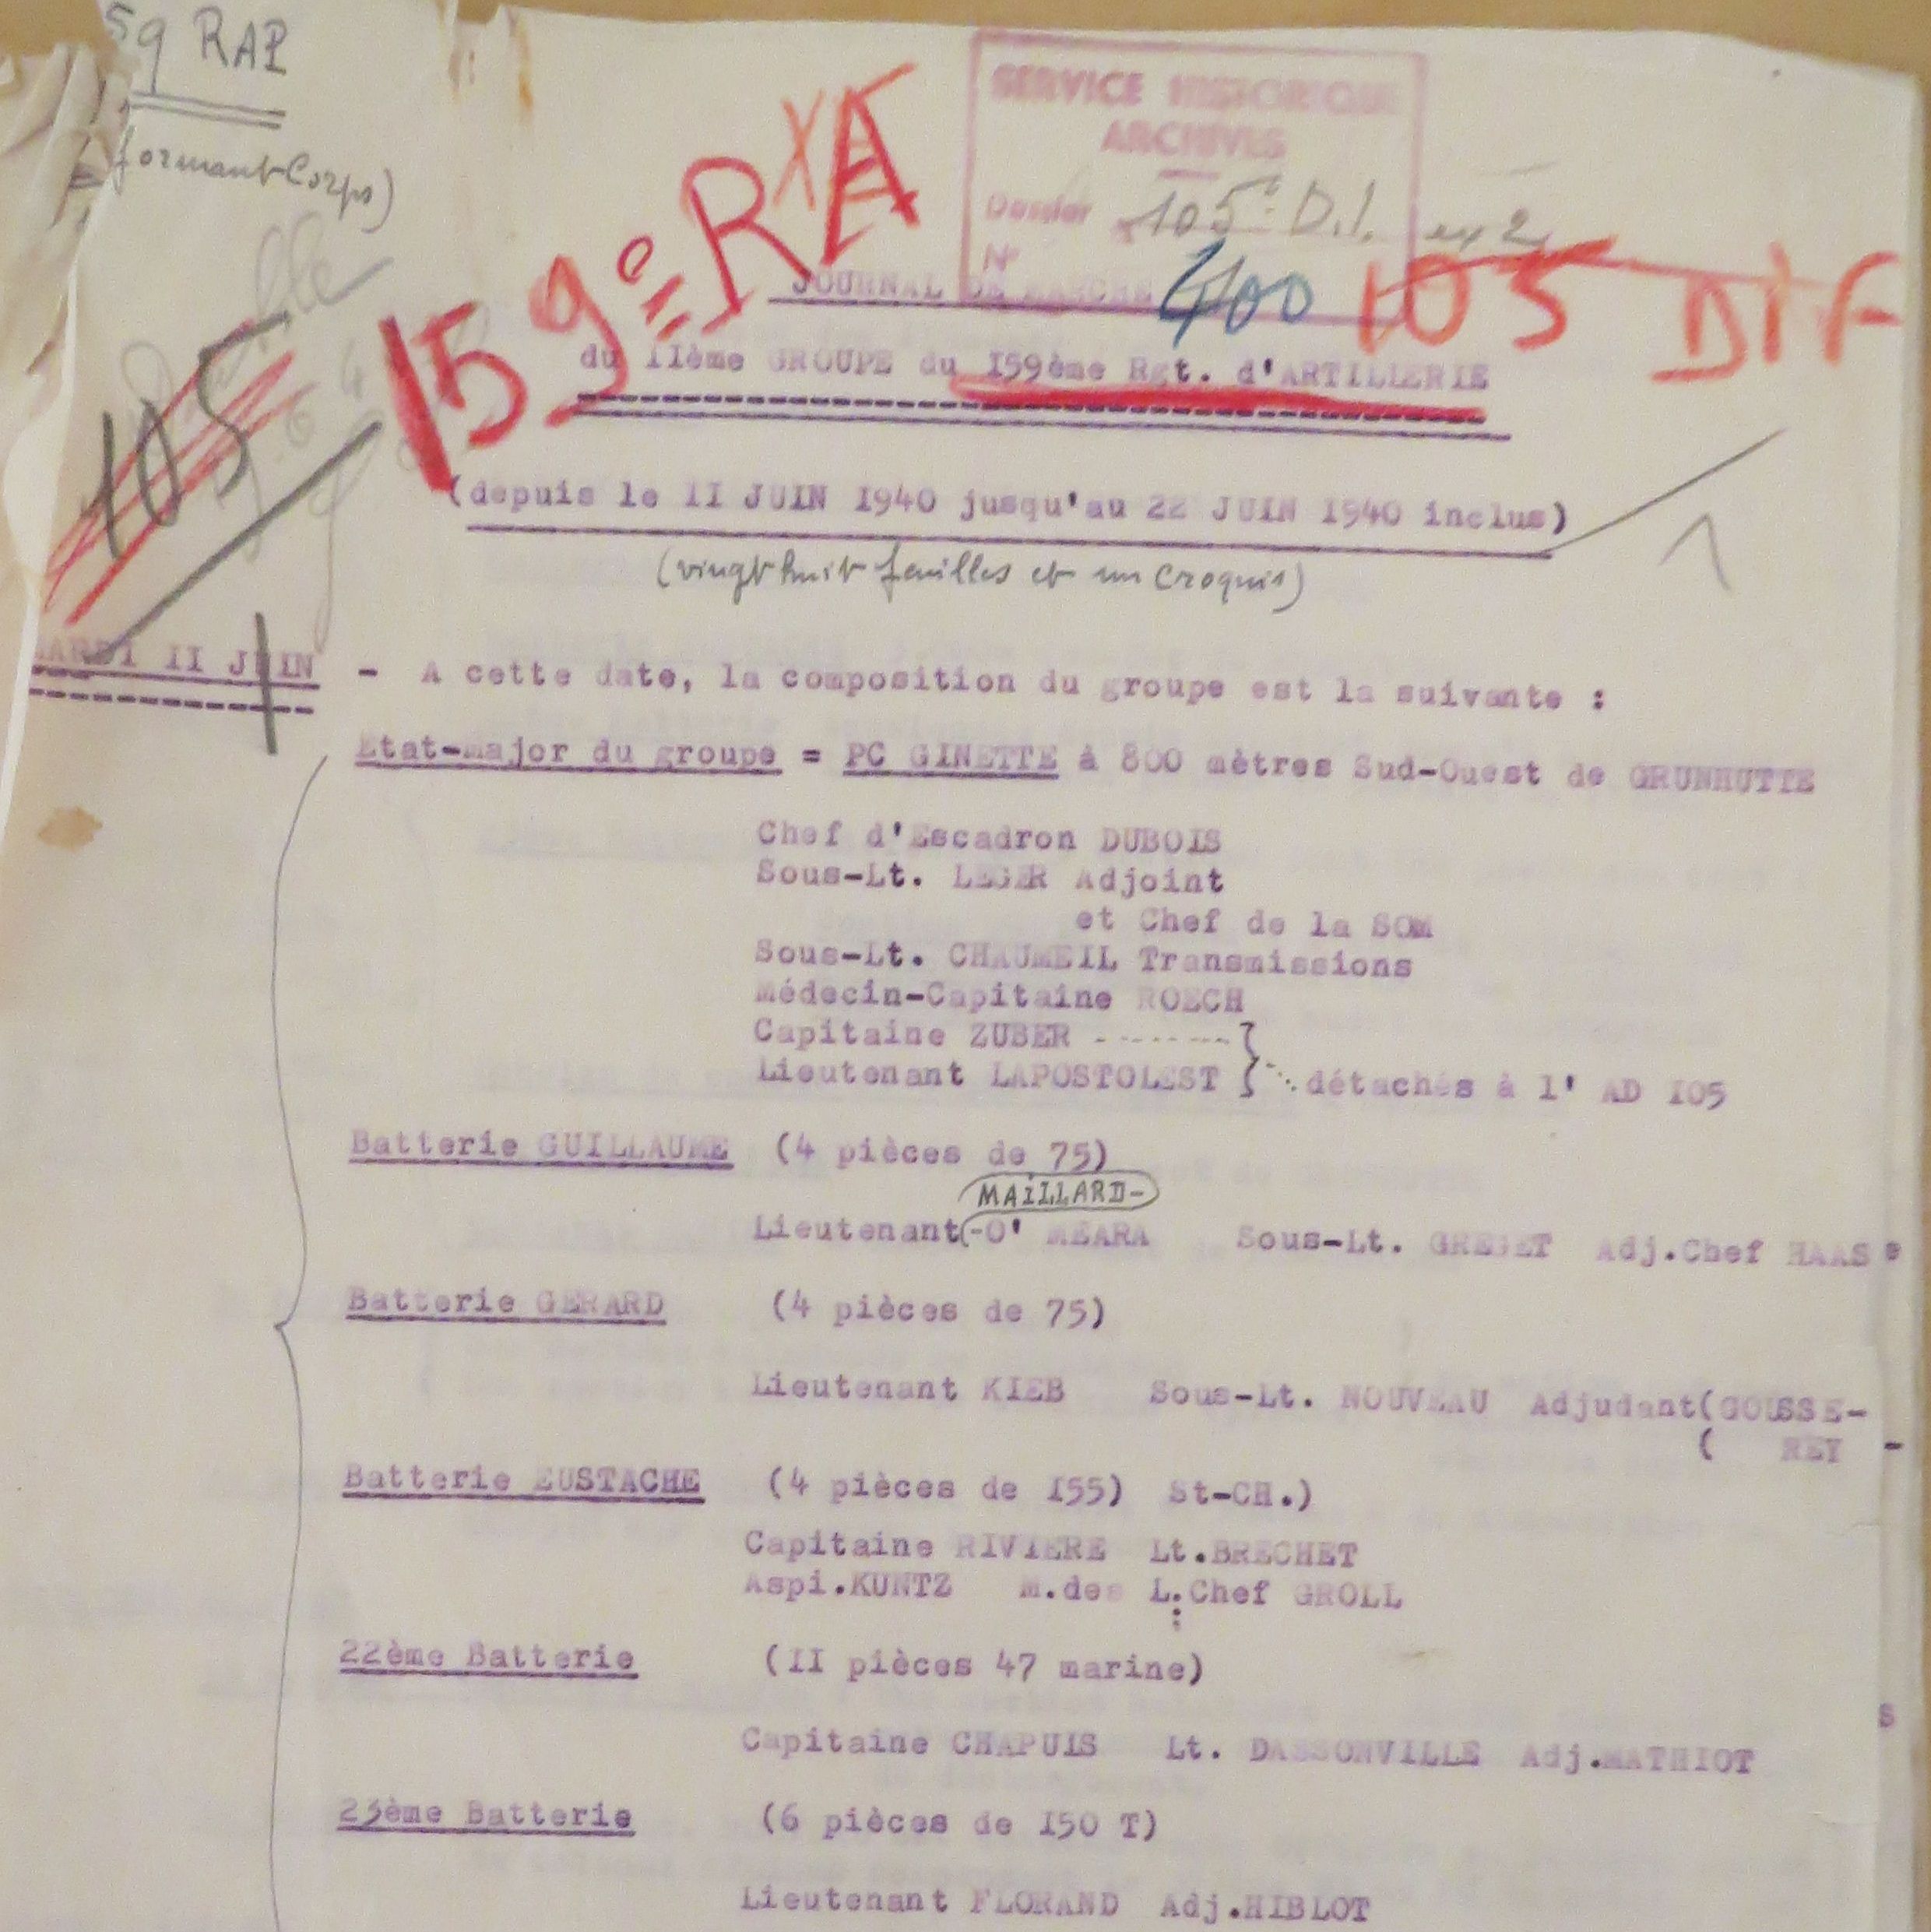 59 RAP
(formant Corps)
159e RXA
SERVICE HISTORIQUE
ARCHIVES
Dossier 105e D.I. ex 2
N°
JOURNAL DE MARCHE 400 105 DIF
du IIème GROUPE du I59ème Rgt. d'ARTILLERIE
105
(depuis le II JUIN I940 jusqu'au 22 JUIN I940 inclus)
(vingt huit feuilles et un croquis)
MARDI II JUIN - A cette date, la composition du groupe est la suivante :
Etat-major du groupe = PC GINETTE à 800 mètres Sud-Ouest de GRUNHUTTE
Chef d'Escadron DUBOIS
Sous-Lt. LEGER Adjoint
et Chef de la SOM
Sous-Lt. CHAUMEIL Transmissions
Médecin-Capitaine ROECH
Capitaine ZUBER
Lieutenant LAPOSTOLEST détachés à l' AD I05
Batterie GUILLAUME (4 pièces de 75)
MAILLARD-
Lieutenant -O' MEARA Sous-Lt. GREGET Adj.Chef HAAS
Batterie GERARD (4 pièces de 75)
Lieutenant KIEB Sous-Lt. NOUVEAU Adjudant(GOUSSE-
( REY -
Batterie EUSTACHE (4 pièces de I55) St-CH.)
Capitaine RIVIERE Lt.BRECHET
Aspi.KUNTZ M.des L.Chef GROLL
22ème Batterie (II pièces 47 marine)
Capitaine CHAPUIS Lt. DASSONVILLE Adj.MATHIOT
23ème Batterie (6 pièces de I50 T)
Lieutenant FLORAND Adj.HIBLOT